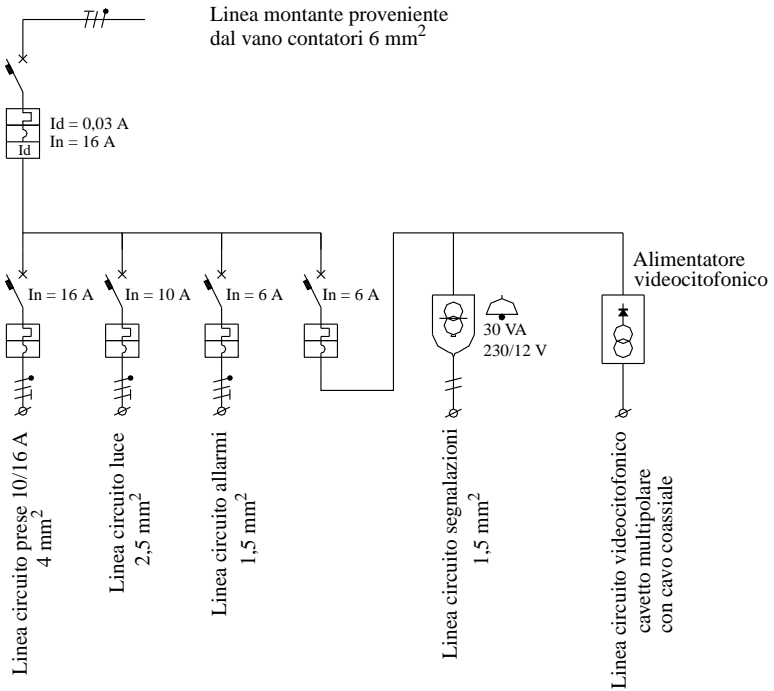 Linea montante proveniente
dal vano contatori 6 mm²
Id = 0,03 A
In = 16 A
Id
Alimentatore
videocitofonico
In = 16 A
In = 10 A
In = 6 A
In = 6 A
30 VA
230/12 V
Linea circuito prese 10/16 A
4 mm²
Linea circuito luce
2,5 mm²
Linea circuito allarmi
1,5 mm²
Linea circuito segnalazioni
1,5 mm²
Linea circuito videocitofonico
cavetto multipolare
con cavo coassiale